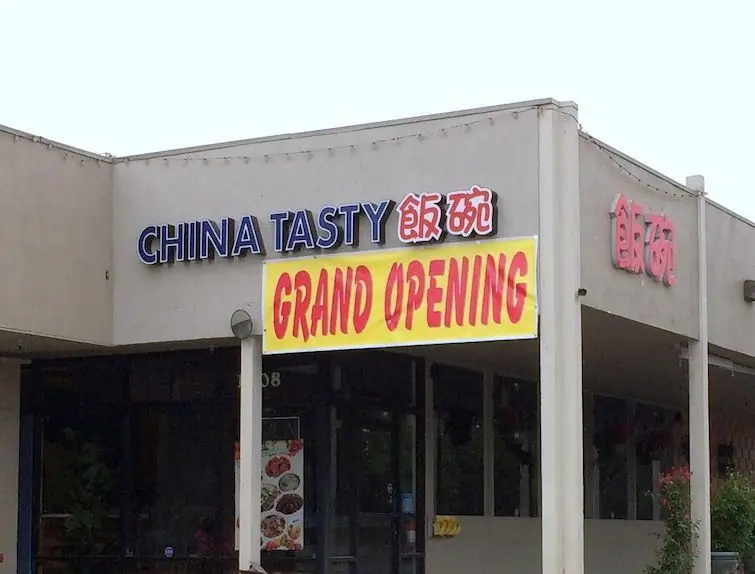 CHINA TASTY 飯碗
GRAND OPENING
飯碗